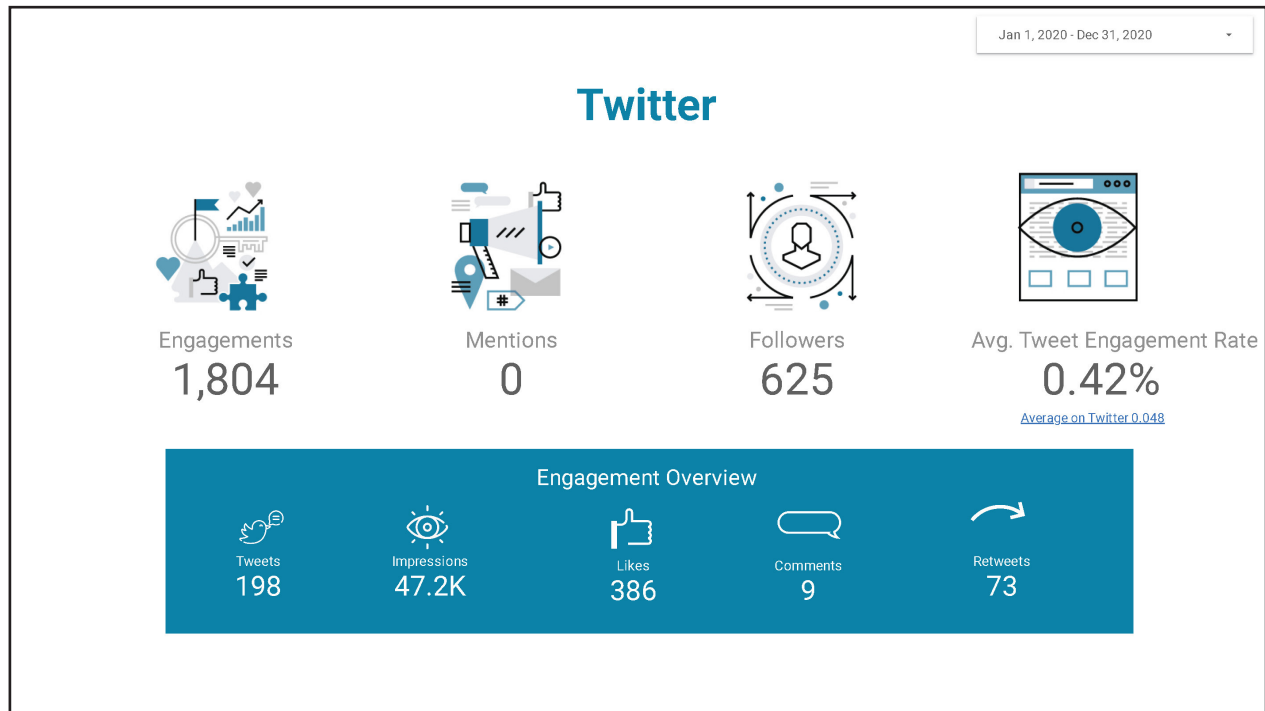 Jan 1, 2020 - Dec 31, 2020
Twitter
#
Engagements
1,804
Mentions
0
Followers
625
Avg. Tweet Engagement Rate
0.42%
Average on Twitter 0.048
Engagement Overview
Tweets
198
Impressions
47.2K
Likes
386
Comments
9
Retweets
73